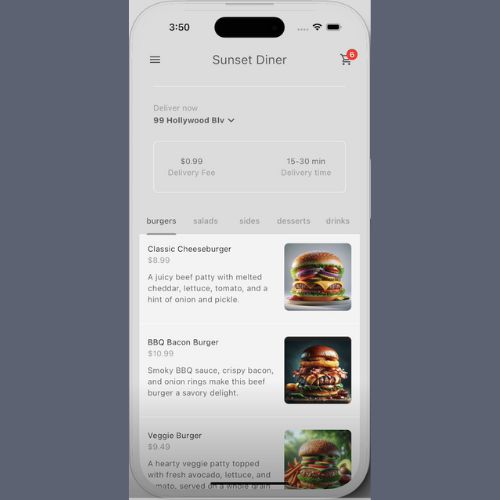 3:50
Sunset Diner
6
Deliver now
99 Hollywood Blv
$0.99
15-30 min
Delivery Fee
Delivery time
burgers salads sides desserts drinks
Classic Cheeseburger
$8.99
A juicy beef patty with melted
cheddar, lettuce, tomato, and a
hint of onion and pickle.
BBQ Bacon Burger
$10.99
Smoky BBQ sauce, crispy bacon,
and onion rings make this beef
burger a savory delight.
Veggie Burger
$9.49
A hearty veggie patty topped
with fresh avocado, lettuce, and
tomato, served on a whole grain